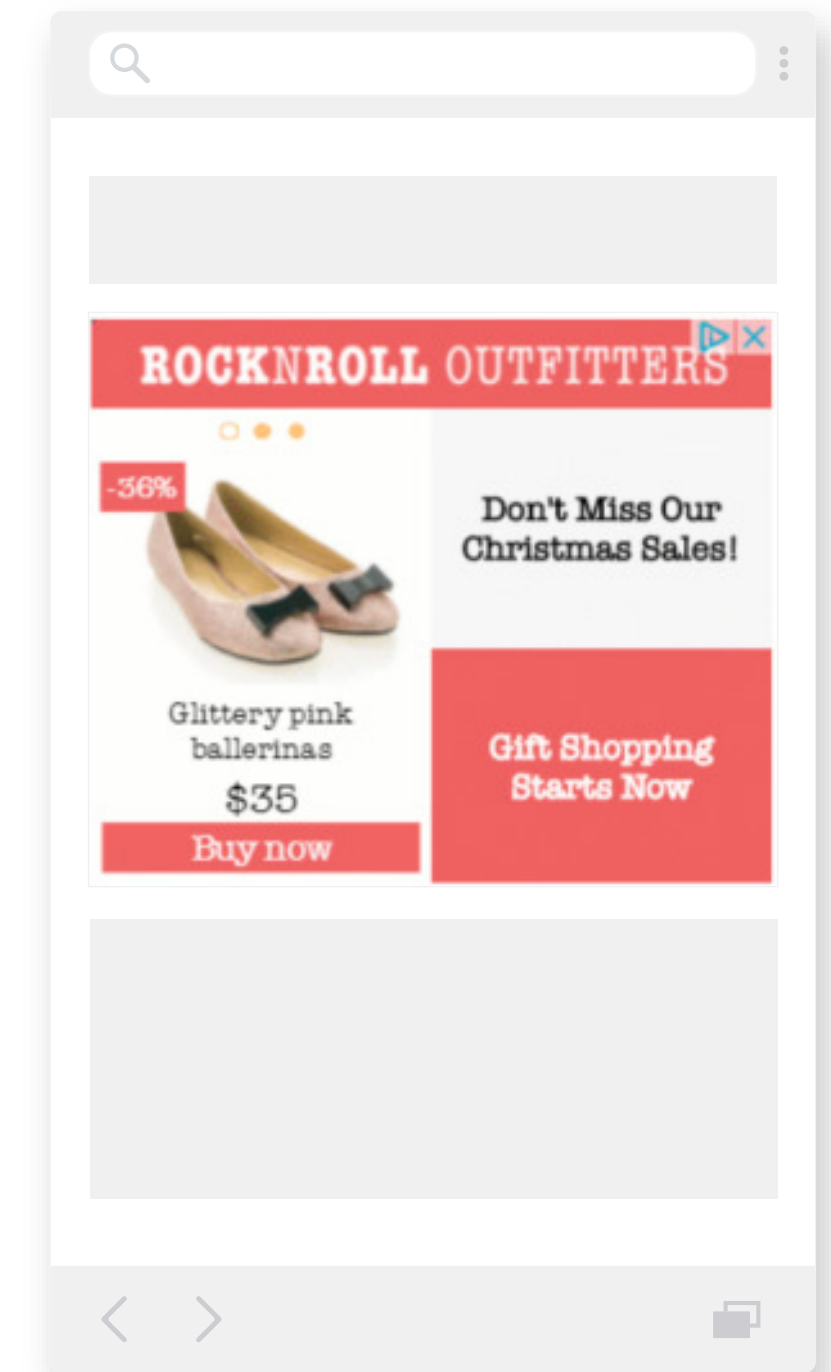 ROCKNROLL OUTFITTERS
-36%
Glittery pink
ballerinas
$35
Buy now
Don't Miss Our
Christmas Sales!
Gift Shopping
Starts Now